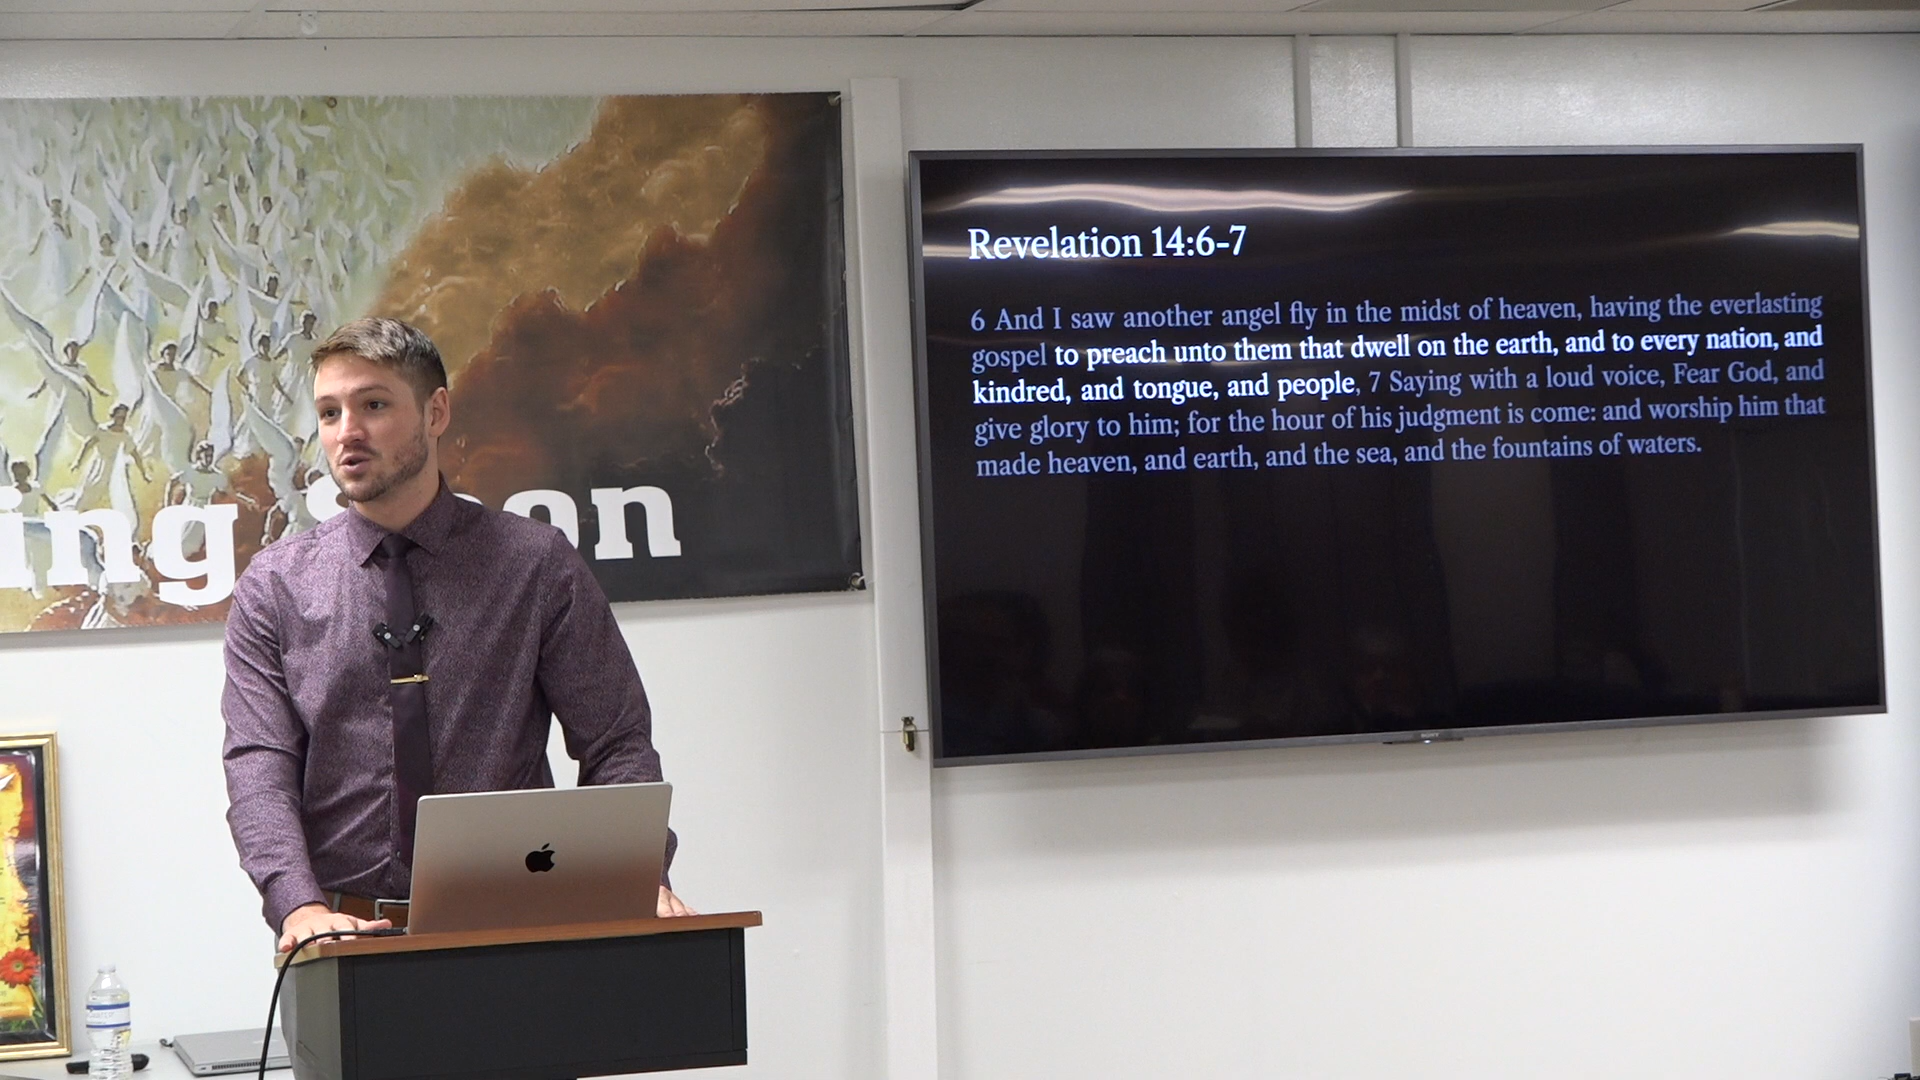 ing Soon
Revelation 14:6-7
6 And I saw another angel fly in the midst of heaven, having the everlasting
gospel to preach unto them that dwell on the earth, and to every nation, and
kindred, and tongue, and people, 7 Saying with a loud voice, Fear God, and
give glory to him; for the hour of his judgment is come: and worship him that
made heaven, and earth, and the sea, and the fountains of waters.
SONY